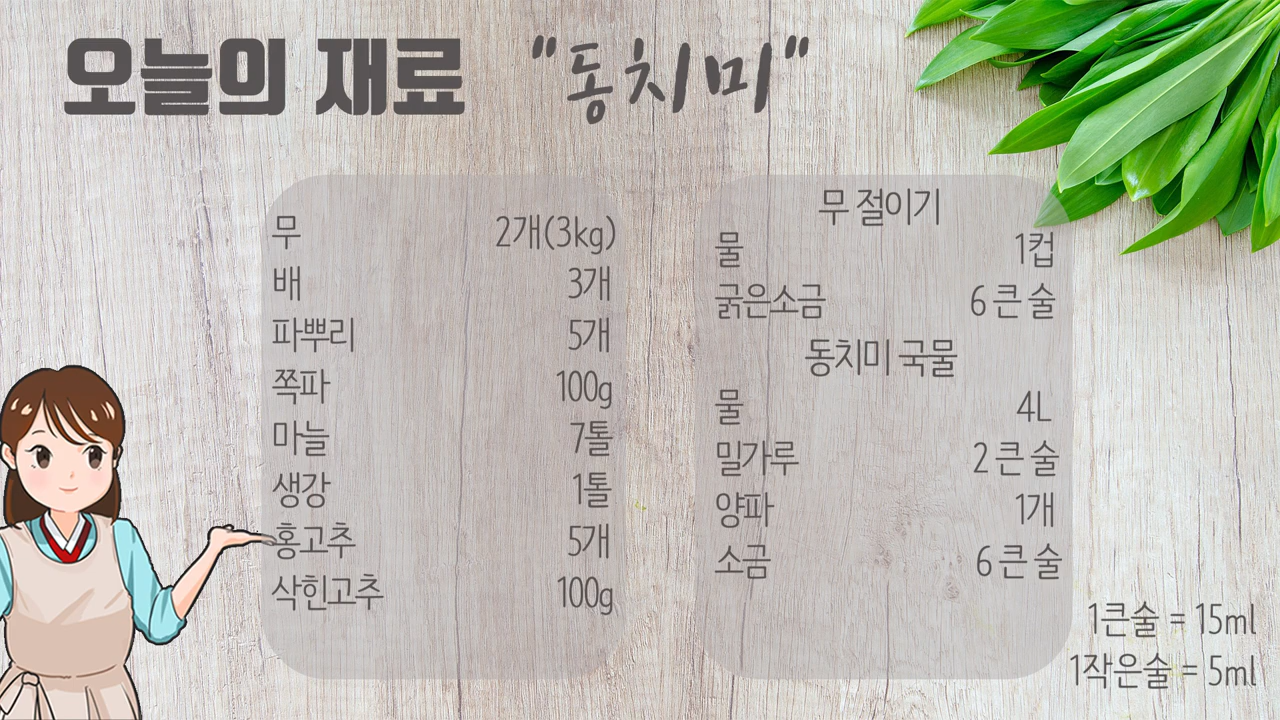 오늘의 재료 "동치미"
무 2개(3kg)
배 3개
파뿌리 5개
쪽파 100g
마늘 7톨
생강 1톨
홍고추 5개
삭힌고추 100g
무 절이기
물 1컵
굵은소금 6 큰 술
동치미 국물
물 4L
밀가루 2 큰 술
양파 1개
소금 6 큰 술
1큰술 = 15ml
1작은술 = 5ml